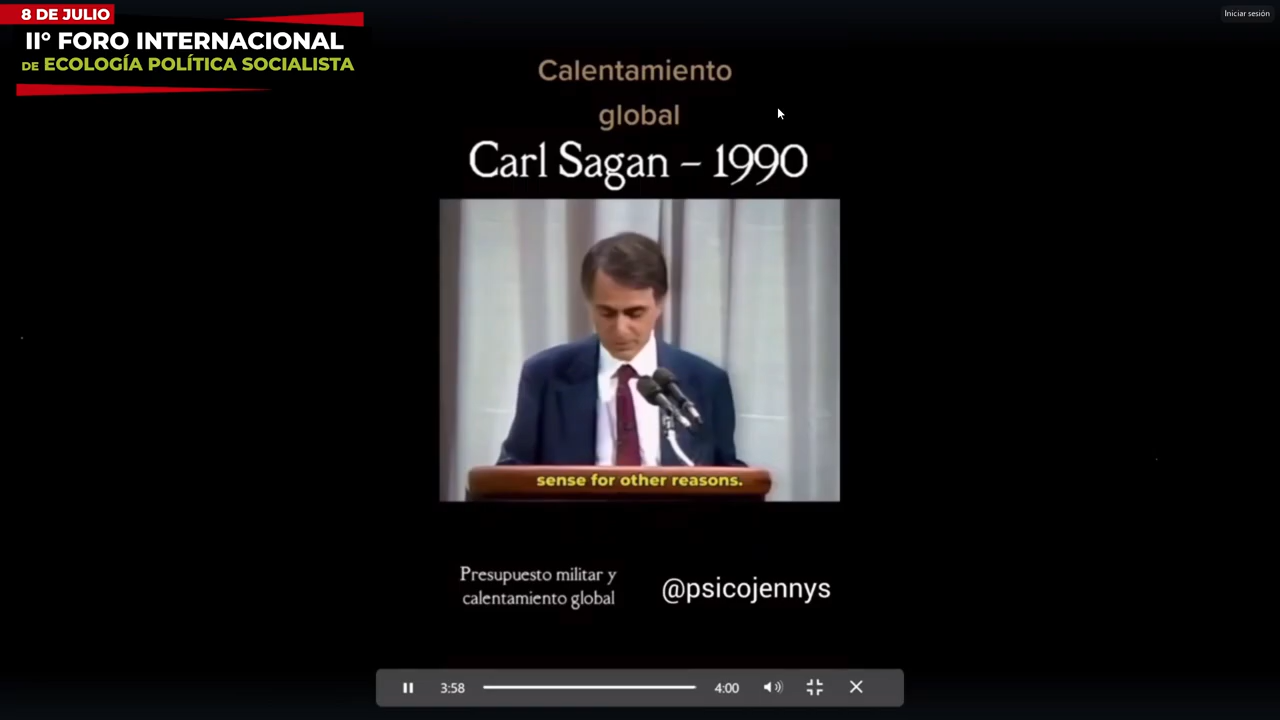 8 DE JULIO
IIº FORO INTERNACIONAL
DE ECOLOGÍA POLÍTICA SOCIALISTA
Iniciar sesión
Calentamiento
global
Carl Sagan – 1990
sense for other reasons.
Presupuesto militar y
calentamiento global
@psicojennys
3:58
4:00